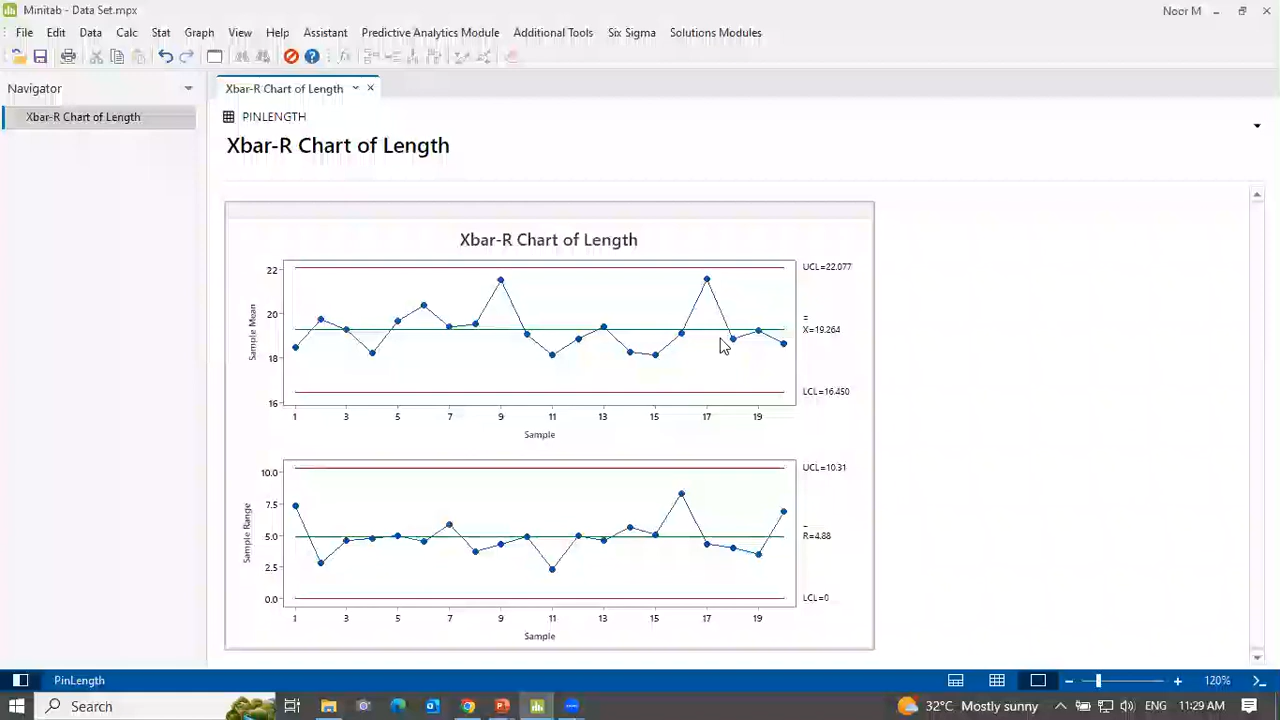 Minitab - Data Set.mpx
Noor M
File Edit Data Calc Stat Graph View Help Assistant Predictive Analytics Module Additional Tools Six Sigma Solutions Modules
Navigator
Xbar-R Chart of Length
Xbar-R Chart of Length
PINLENGTH
Xbar-R Chart of Length
Xbar-R Chart of Length
UCL=22.077
22
20
18
16
Sample Mean
X=19.264
LCL=16.450
1 3 5 7 9 11 13 15 17 19
Sample
UCL=10.31
10.0
7.5
5.0
2.5
0.0
Sample Range
R=4.88
LCL=0
1 3 5 7 9 11 13 15 17 19
Sample
PinLength
120%
Search
32°C Mostly sunny
ENG
11:29 AM